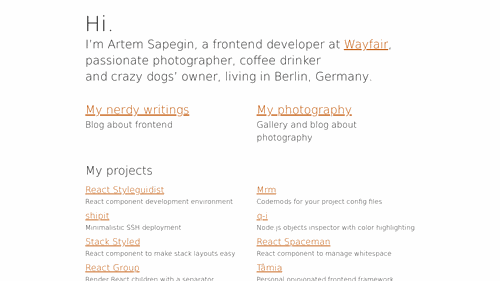 Hi.
I'm Artem Sapegin, a frontend developer at Wayfair,
passionate photographer, coffee drinker
and crazy dogs' owner, living in Berlin, Germany.
My nerdy writings
Blog about frontend
My photography
Gallery and blog about
photography
My projects
React Styleguidist
React component development environment
Mrm
Codemods for your project config files
shipit
Minimalistic SSH deployment
q-i
Node.js objects inspector with color highlighting
Stack Styled
React component to make stack layouts easy
React Spaceman
React component to manage whitespace
React Group
Render React children with a separator
Tâmia
Personal opinionated frontend framework